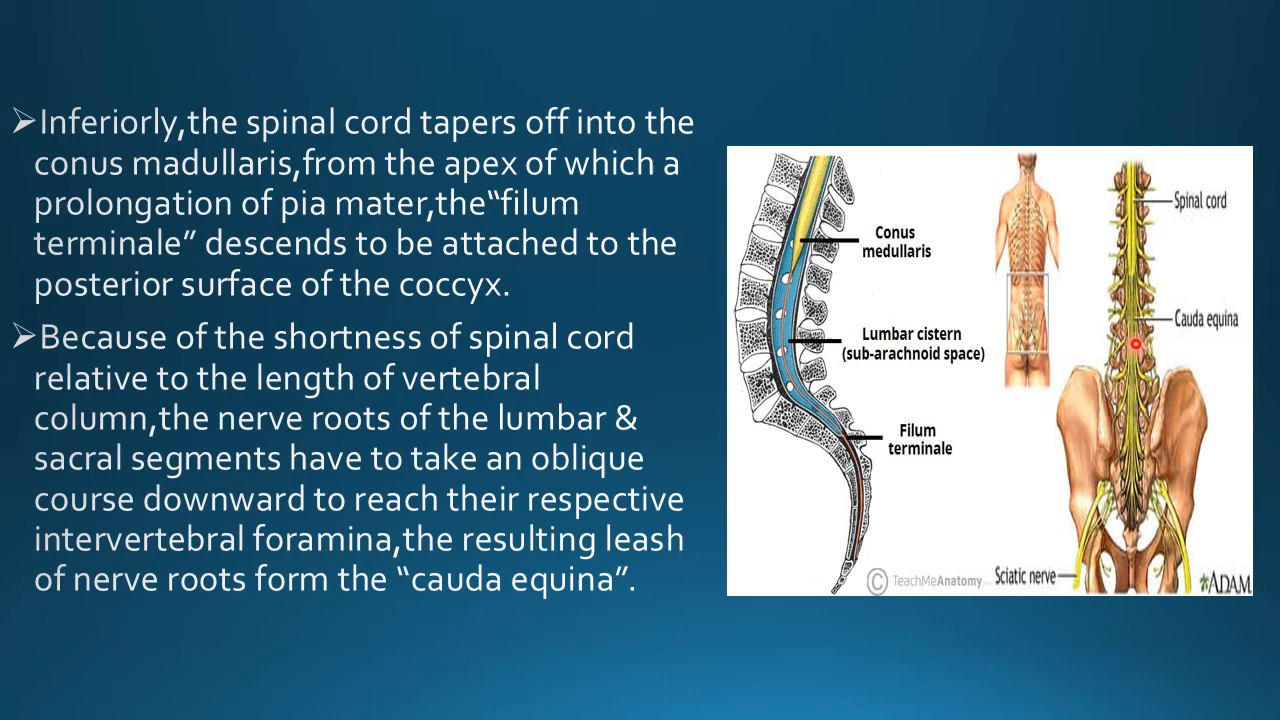 ➢Inferiorly,the spinal cord tapers off into the
conus madullaris,from the apex of which a
prolongation of pia mater,the“filum
terminale” descends to be attached to the
posterior surface of the coccyx.
➢Because of the shortness of spinal cord
relative to the length of vertebral
column,the nerve roots of the lumbar &
sacral segments have to take an oblique
course downward to reach their respective
intervertebral foramina,the resulting leash
of nerve roots form the “cauda equina”.
Conus
medullaris
Lumbar cistern
(sub-arachnoid space)
Filum
terminale
© TeachMeAnatomy
Spinal cord
Cauda equina
Sciatic nerve
ADAM